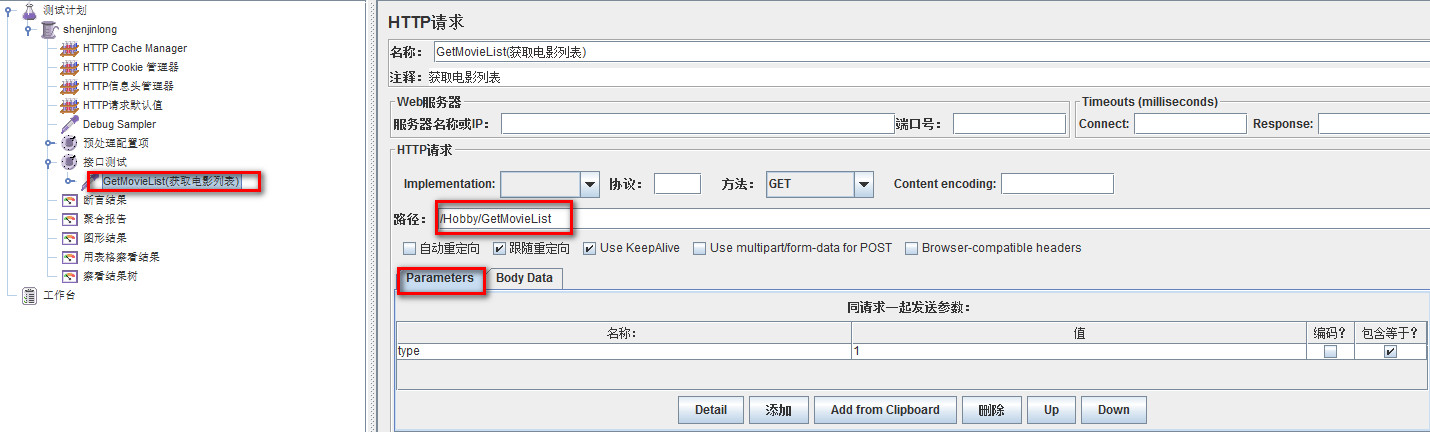 测试计划
shenjinlong
HTTP Cache Manager
HTTP Cookie 管理器
HTTP信息头管理器
HTTP请求默认值
Debug Sampler
预处理配置项
接口测试
GetMovieList(获取电影列表)
断言结果
聚合报告
图形结果
用表格察看结果
察看结果树
工作台
HTTP请求
名称： GetMovieList(获取电影列表)
注释：获取电影列表
Web服务器
服务器名称或IP： 端口号：
Timeouts (milliseconds)
Connect: Response:
HTTP请求
Implementation: 协议： 方法： GET Content encoding:
路径： /Hobby/GetMovieList
自动重定向 跟随重定向 Use KeepAlive Use multipart/form-data for POST Browser-compatible headers
Parameters Body Data
同请求一起发送参数：
名称： 值 编码？ 包含等于？
type 1
Detail 添加 Add from Clipboard 删除 Up Down